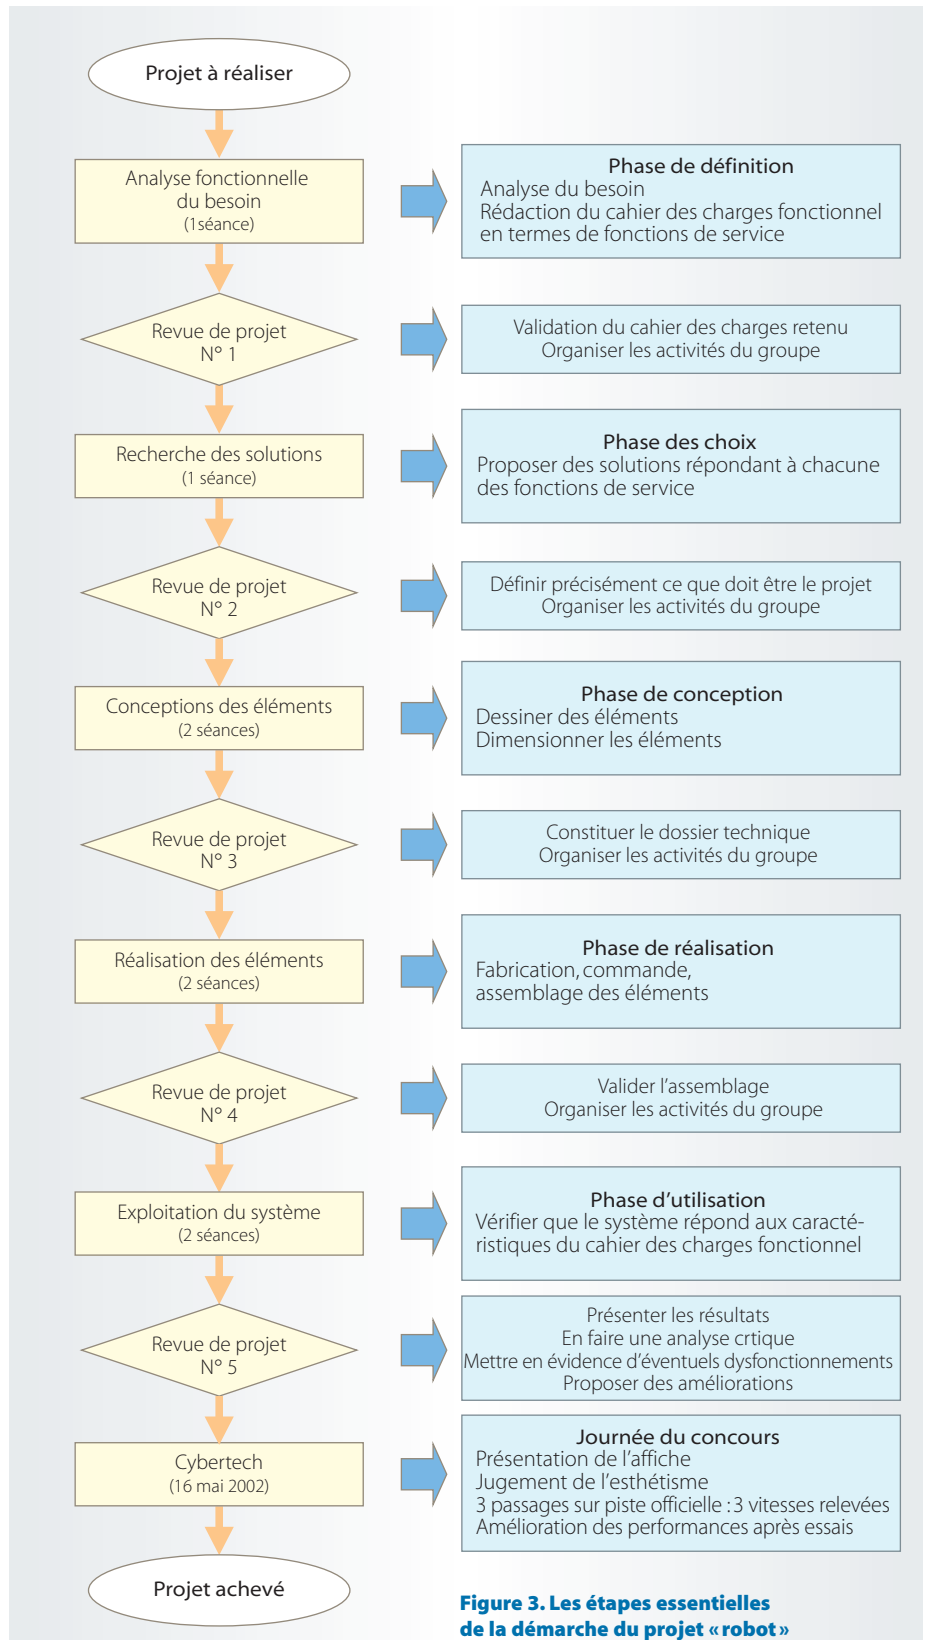 Projet à réaliser
Analyse fonctionnelle
du besoin
(1séance)
Phase de définition
Analyse du besoin
Rédaction du cahier des charges fonctionnel
en termes de fonctions de service
Revue de projet
N° 1
Validation du cahier des charges retenu
Organiser les activités du groupe
Recherche des solutions
(1 séance)
Phase des choix
Proposer des solutions répondant à chacune
des fonctions de service
Revue de projet
N° 2
Définir précisément ce que doit être le projet
Organiser les activités du groupe
Conceptions des éléments
(2 séances)
Phase de conception
Dessiner des éléments
Dimensionner les éléments
Revue de projet
N° 3
Constituer le dossier technique
Organiser les activités du groupe
Réalisation des éléments
(2 séances)
Phase de réalisation
Fabrication, commande,
assemblage des éléments
Revue de projet
N° 4
Valider l'assemblage
Organiser les activités du groupe
Exploitation du système
(2 séances)
Phase d'utilisation
Vérifier que le système répond aux caracté-
ristiques du cahier des charges fonctionnel
Revue de projet
N° 5
Présenter les résultats
En faire une analyse crtique
Mettre en évidence d'éventuels dysfonctionnements
Proposer des améliorations
Cybertech
(16 mai 2002)
Journée du concours
Présentation de l'affiche
Jugement de l'esthétisme
3 passages sur piste officielle : 3 vitesses relevées
Amélioration des performances après essais
Projet achevé
Figure 3. Les étapes essentielles
de la démarche du projet « robot »